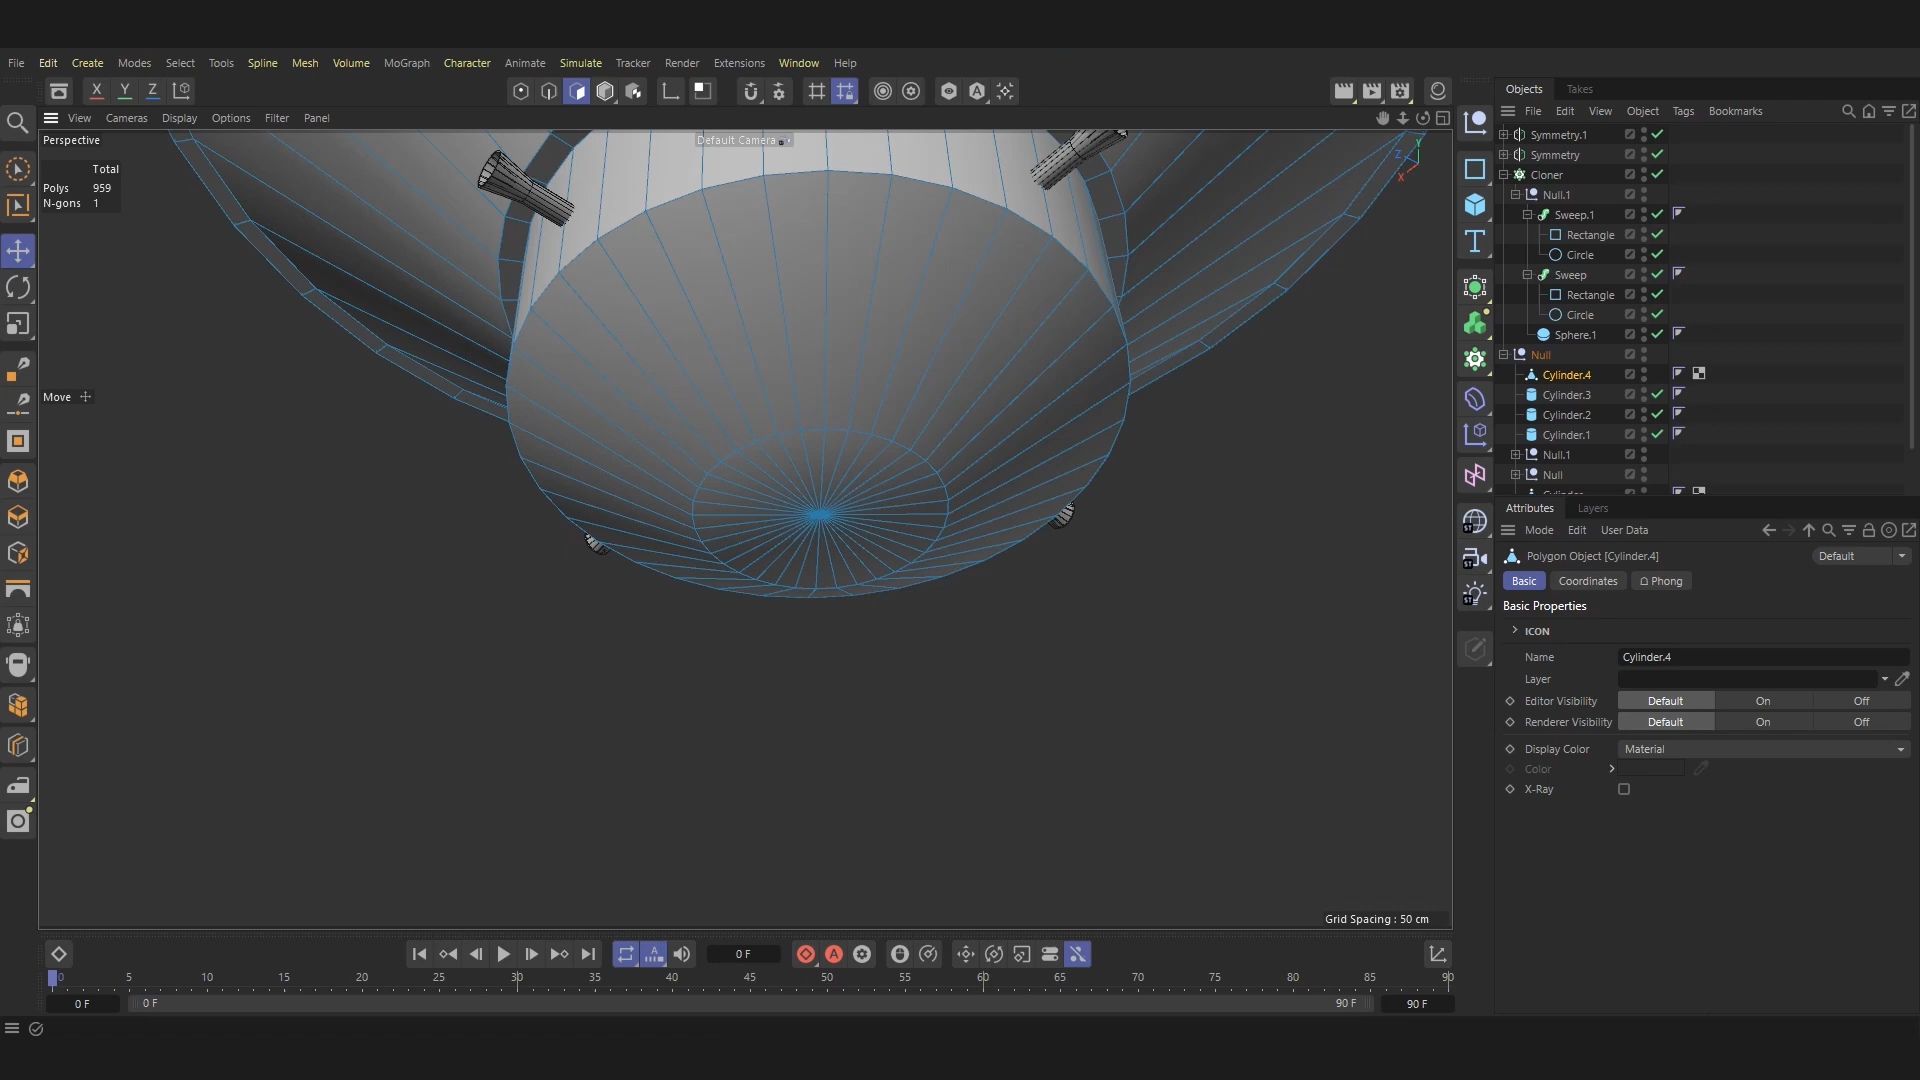 File Edit Create Modes Select Tools Spline Mesh Volume MoGraph Character Animate Simulate Tracker Render Extensions Window Help
X Y Z
View Cameras Display Options Filter Panel
Perspective
Default Camera
Total
Polys 959
N-gons 1
Move
Y
Z
X
Grid Spacing : 50 cm
Objects Takes
File Edit View Object Tags Bookmarks
Symmetry.1
Symmetry
Cloner
Null.1
Sweep.1
Rectangle
Circle
Sweep
Rectangle
Circle
Sphere.1
Null
Cylinder.4
Cylinder.3
Cylinder.2
Cylinder.1
Null.1
Null
Cylinder
Attributes Layers
Mode Edit User Data
Polygon Object [Cylinder.4] Default
Basic Coordinates Phong
Basic Properties
ICON
Name Cylinder.4
Layer
Editor Visibility Default On Off
Renderer Visibility Default On Off
Display Color Material
Color
X-Ray
ST
ST
ST
0 F
0 5 10 15 20 25 30 35 40 45 50 55 60 65 70 75 80 85 90
0 F 0 F 90 F 90 F